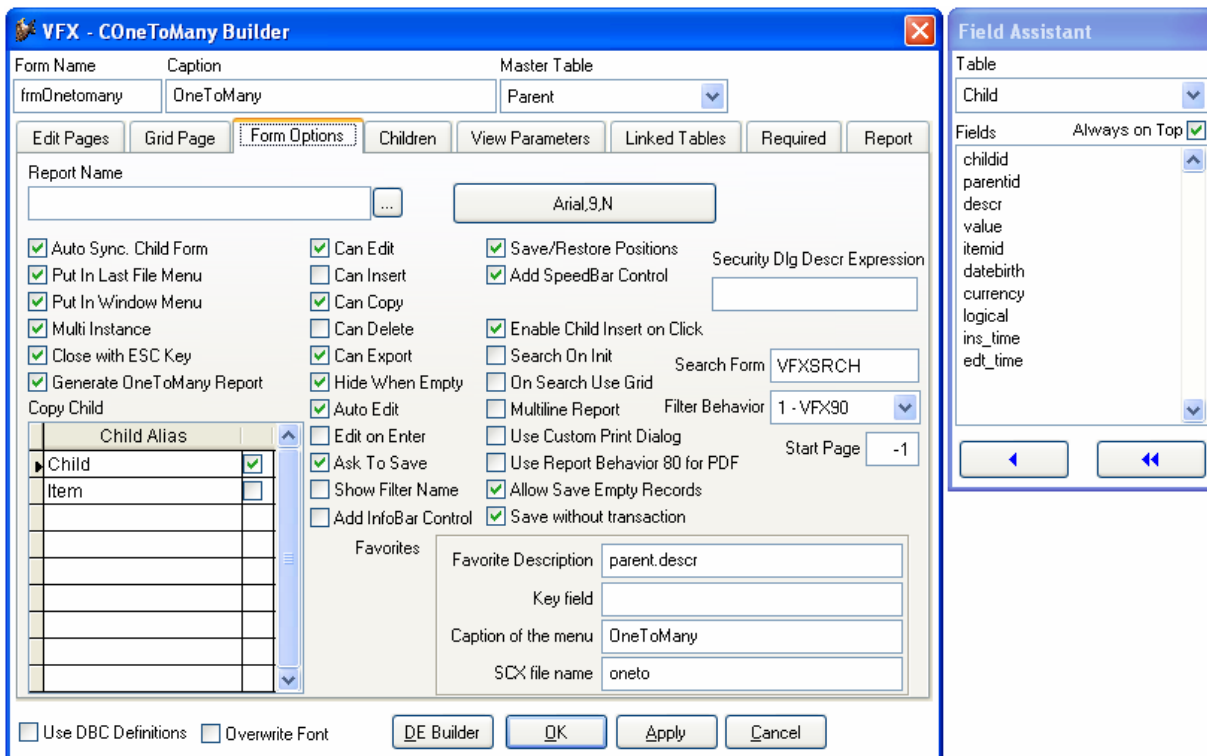 VFX - COneToMany Builder
Form Name Caption Master Table
frmOnetomany OneToMany Parent
Edit Pages Grid Page Form Options Children View Parameters Linked Tables Required Report
Report Name
... Arial,9,N
Auto Sync. Child Form
Put In Last File Menu
Put In Window Menu
Multi Instance
Close with ESC Key
Generate OneToMany Report
Copy Child
Child Alias
Child
Item
Can Edit
Can Insert
Can Copy
Can Delete
Can Export
Hide When Empty
Auto Edit
Edit on Enter
Ask To Save
Show Filter Name
Add InfoBar Control
Save/Restore Positions
Add SpeedBar Control
Enable Child Insert on Click
Search On Init
On Search Use Grid
Multiline Report
Use Custom Print Dialog
Use Report Behavior 80 for PDF
Allow Save Empty Records
Save without transaction
Security Dlg Descr Expression
Search Form VFXSRCH
Filter Behavior 1 - VFX90
Start Page -1
Favorites
Favorite Description parent.descr
Key field
Caption of the menu OneToMany
SCX file name oneto
Use DBC Definitions Overwrite Font DE Builder OK Apply Cancel
Field Assistant
Table
Child
Fields Always on Top
childid
parentid
descr
value
itemid
datebirth
currency
logical
ins_time
edt_time